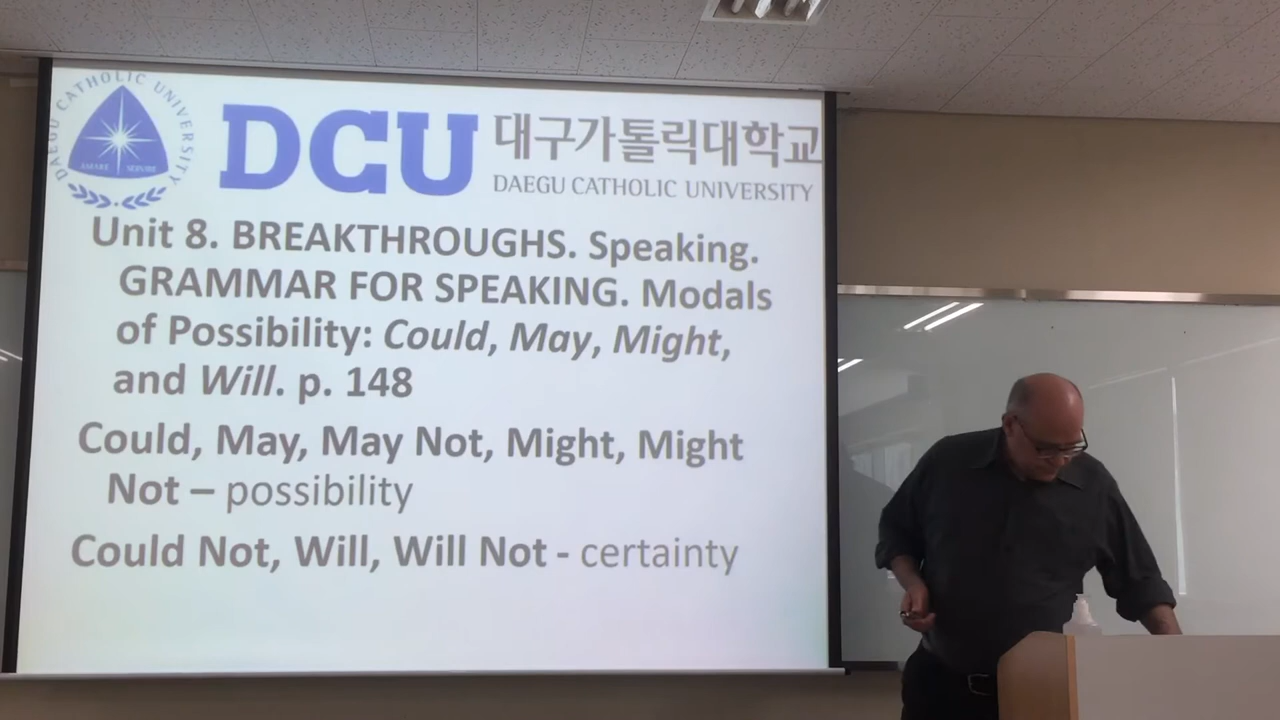 DAEGU CATHOLIC UNIVERSITY
DCU
대구가톨릭대학교
DAEGU CATHOLIC UNIVERSITY
Unit 8. BREAKTHROUGHS. Speaking.
GRAMMAR FOR SPEAKING. Modals
of Possibility: Could, May, Might,
and Will. p. 148
Could, May, May Not, Might, Might
Not – possibility
Could Not, Will, Will Not - certainty